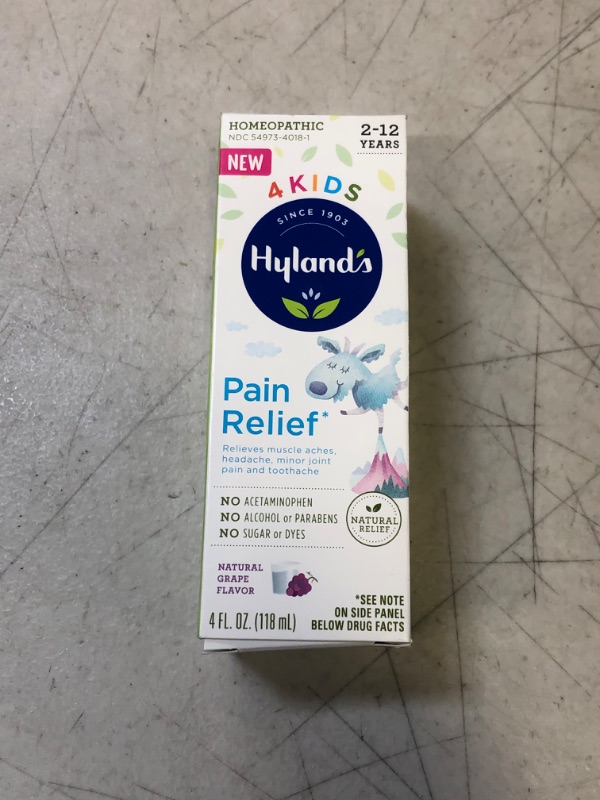 HOMEOPATHIC
NDC 54973-4018-1
2-12
YEARS
NEW
4 KIDS
SINCE 1903
Hyland's
Pain
Relief*
Relieves muscle aches,
headache, minor joint
pain and toothache
NO ACETAMINOPHEN
NO ALCOHOL or PARABENS
NO SUGAR or DYES
NATURAL
RELIEF
NATURAL
GRAPE
FLAVOR
4 FL. OZ. (118 mL)
*SEE NOTE
ON SIDE PANEL
BELOW DRUG FACTS